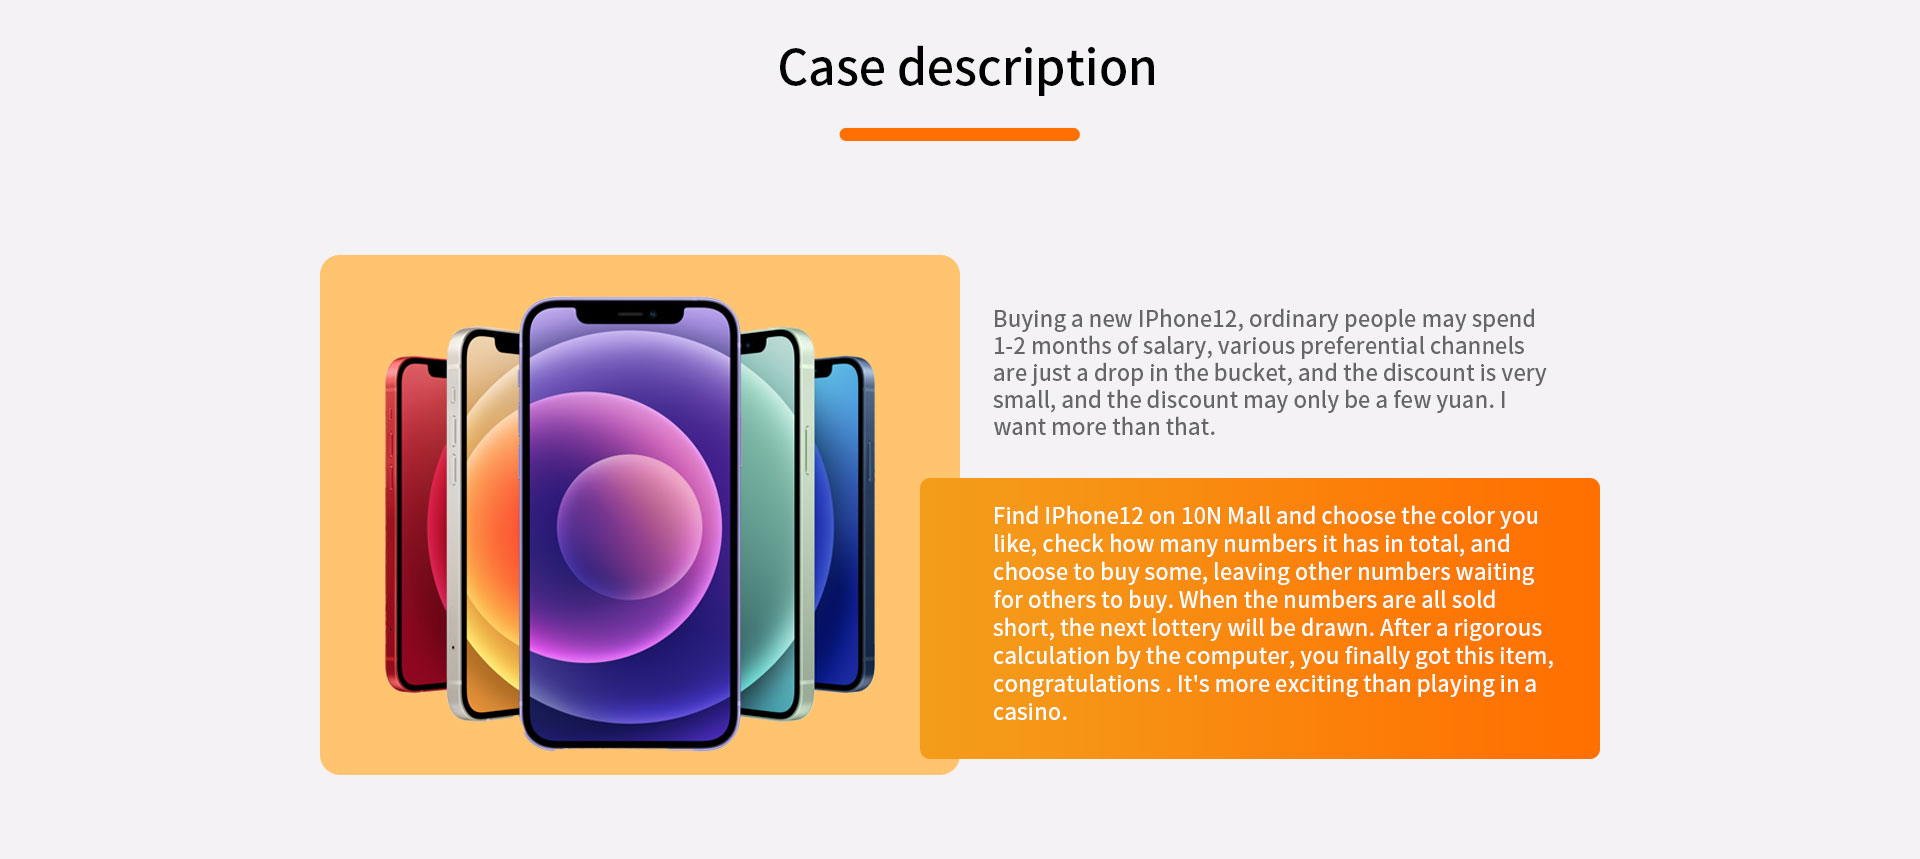 Case description
Buying a new IPhone12, ordinary people may spend
1-2 months of salary, various preferential channels
are just a drop in the bucket, and the discount is very
small, and the discount may only be a few yuan. I
want more than that.
Find IPhone12 on 10N Mall and choose the color you
like, check how many numbers it has in total, and
choose to buy some, leaving other numbers waiting
for others to buy. When the numbers are all sold
short, the next lottery will be drawn. After a rigorous
calculation by the computer, you finally got this item,
congratulations . It's more exciting than playing in a
casino.